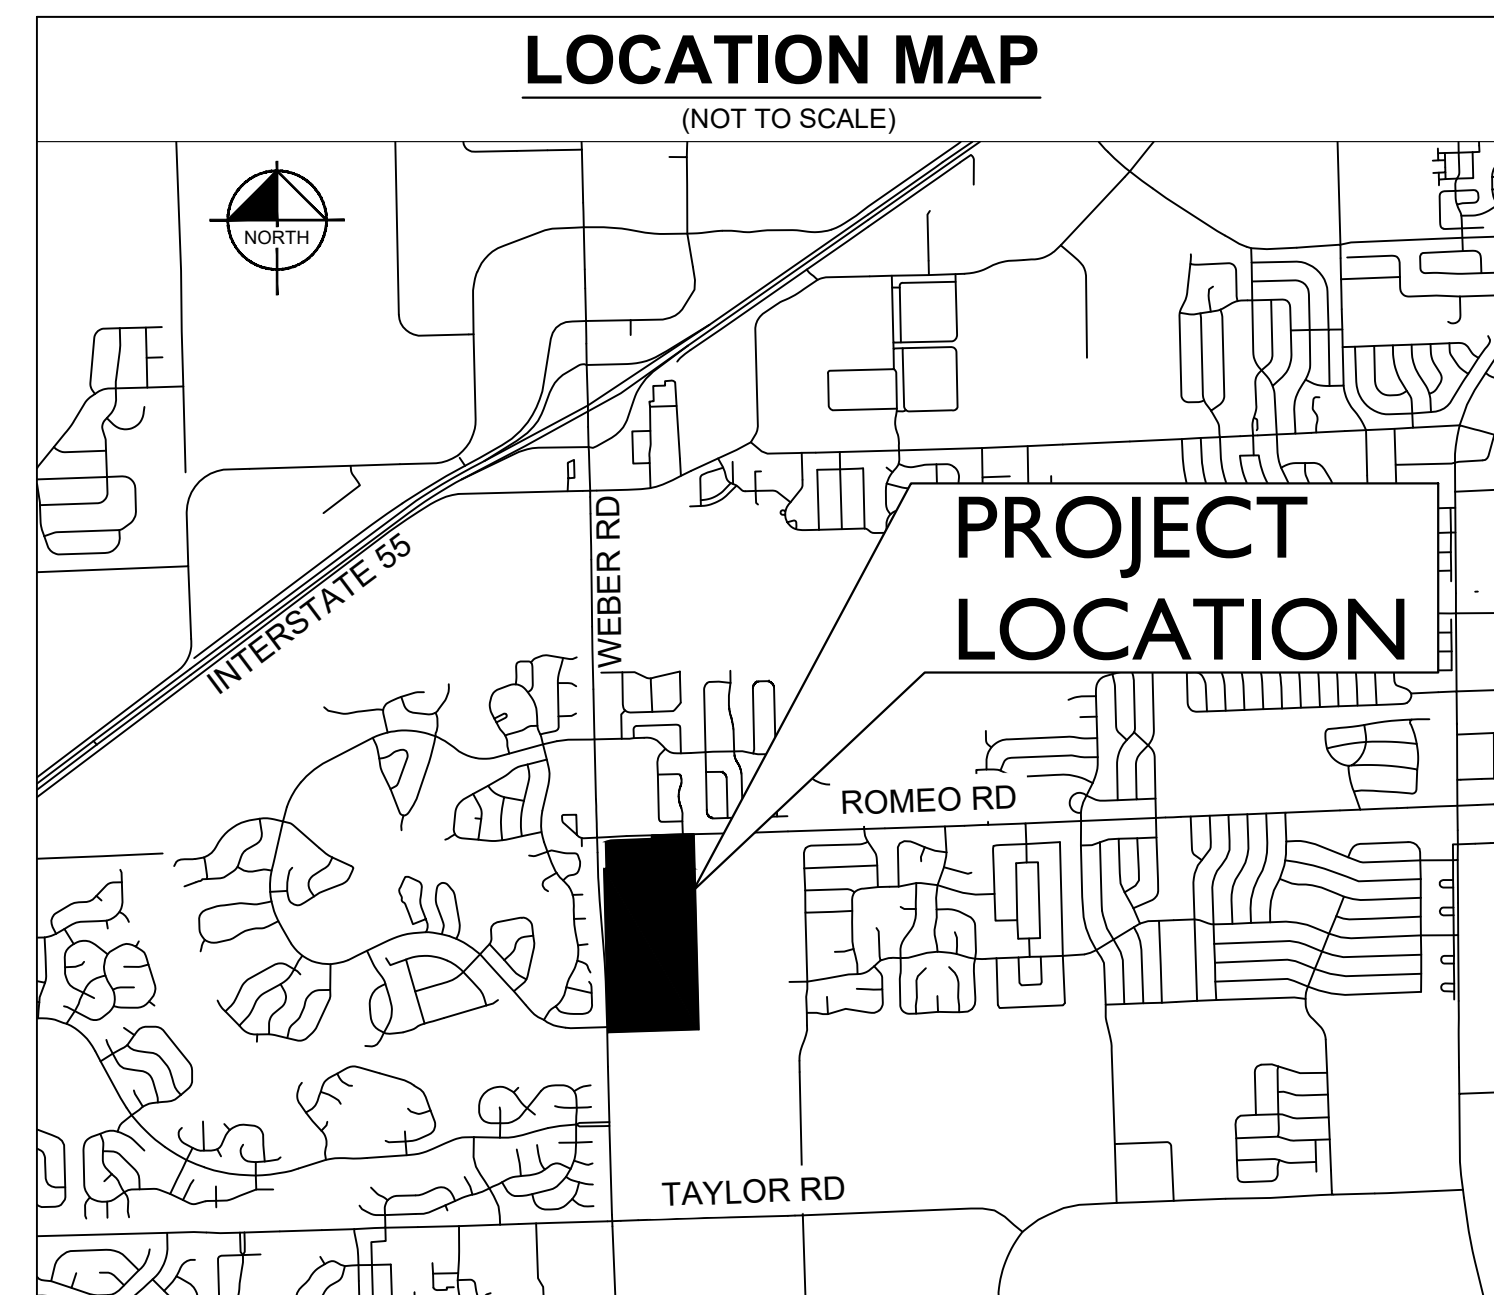 LOCATION MAP
(NOT TO SCALE)
NORTH
INTERSTATE 55
WEBER RD
PROJECT
LOCATION
ROMEO RD
TAYLOR RD